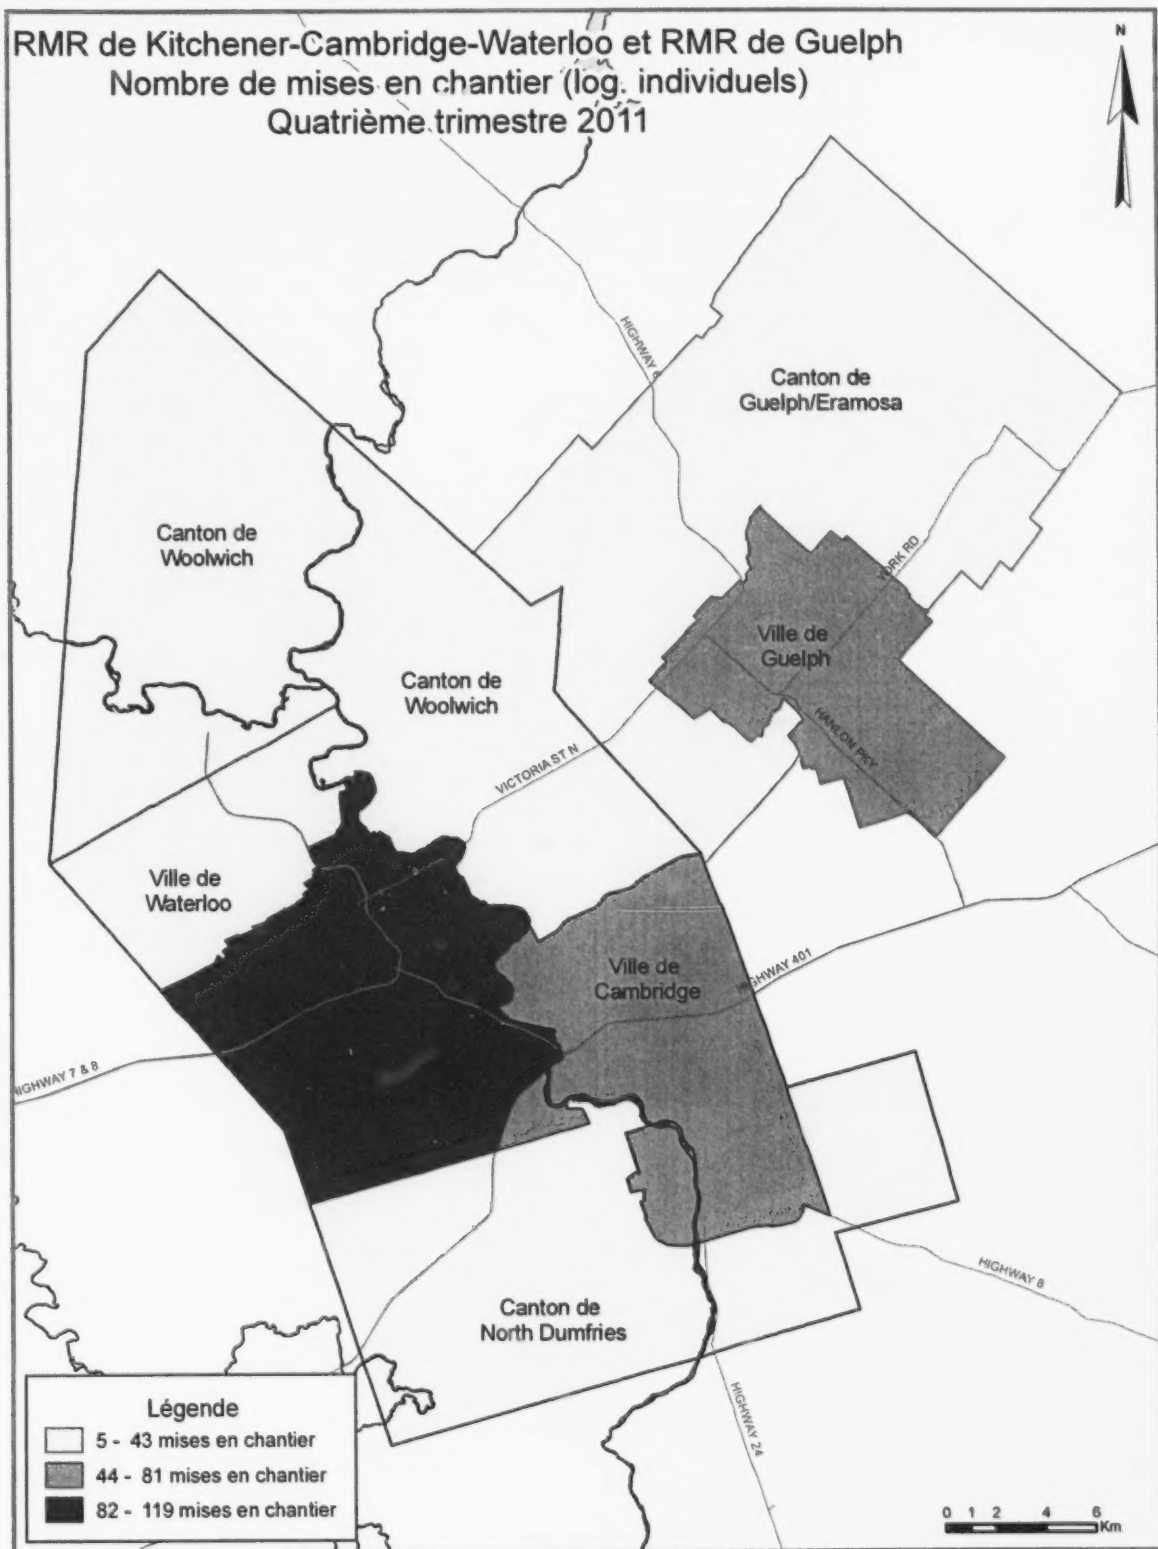 RMR de Kitchener-Cambridge-Waterloo et RMR de Guelph
Nombre de mises en chantier (log. individuels)
Quatrième trimestre 2011
N
HIGHWAY 6
Canton de
Guelph/Eramosa
Canton de
Woolwich
YORK RD
Ville de
Guelph
Canton de
Woolwich
HANLON PKY
VICTORIA ST N
Ville de
Waterloo
Ville de
Cambridge
HIGHWAY 401
HIGHWAY 7 & 8
HIGHWAY 8
Canton de
North Dumfries
HIGHWAY 24
Légende
5 - 43 mises en chantier
44 - 81 mises en chantier
82 - 119 mises en chantier
0 1 2 4 6
Km